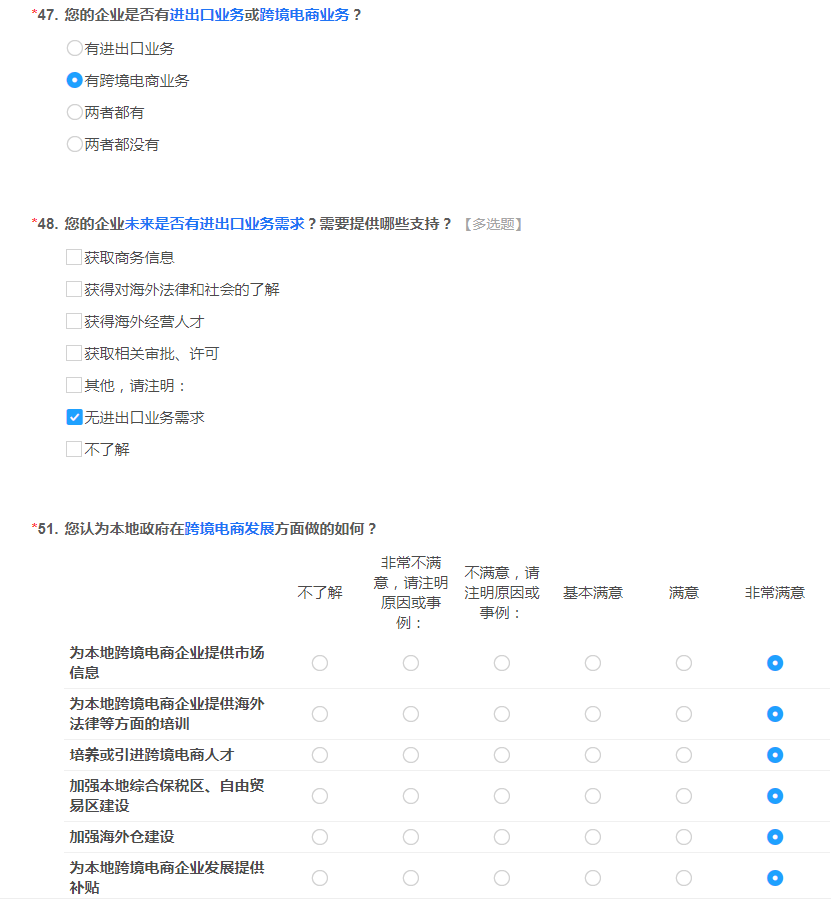 *47. 您的企业是否有进出口业务或跨境电商业务？
有进出口业务
有跨境电商业务
两者都有
两者都没有
*48. 您的企业未来是否有进出口业务需求？需要提供哪些支持？【多选题】
获取商务信息
获得对海外法律和社会的了解
获得海外经营人才
获取相关审批、许可
其他，请注明：
无进出口业务需求
不了解
*51. 您认为本地政府在跨境电商发展方面做的如何？
不了解
非常不满
意，请注明
原因或事
例：
不满意，请
注明原因或
事例：
基本满意
满意
非常满意
为本地跨境电商企业提供市场
信息
为本地跨境电商企业提供海外
法律等方面的培训
培养或引进跨境电商人才
加强本地综合保税区、自由贸
易区建设
加强海外仓建设
为本地跨境电商企业发展提供
补贴